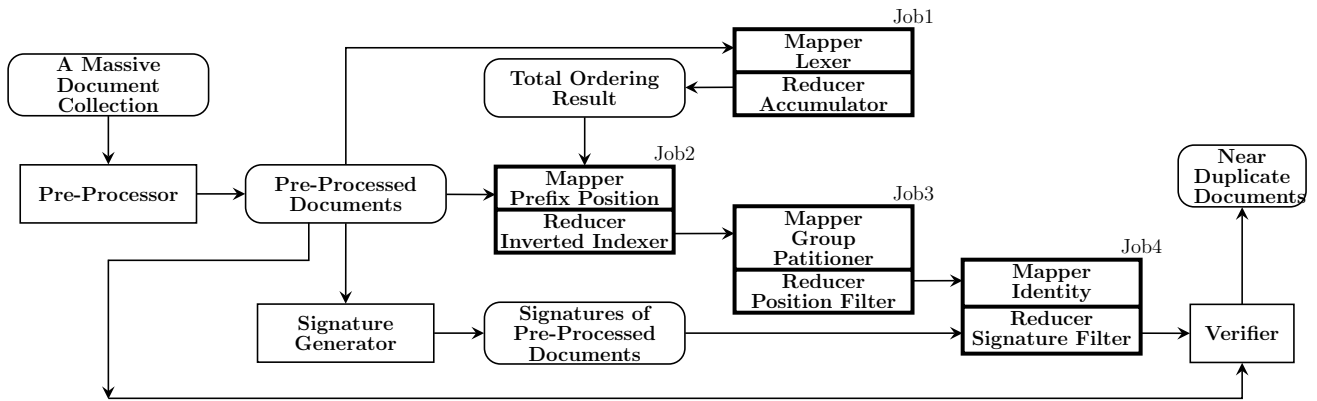 Job1
Mapper
Lexer
Reducer
Accumulator
A Massive
Document
Collection
Total Ordering
Result
Job2
Pre-Processor
Pre-Processed
Documents
Mapper
Prefix Position
Reducer
Inverted Indexer
Near
Duplicate
Documents
Job3
Mapper
Group
Patitioner
Reducer
Position Filter
Job4
Mapper
Identity
Reducer
Signature Filter
Signature
Generator
Signatures of
Pre-Processed
Documents
Verifier